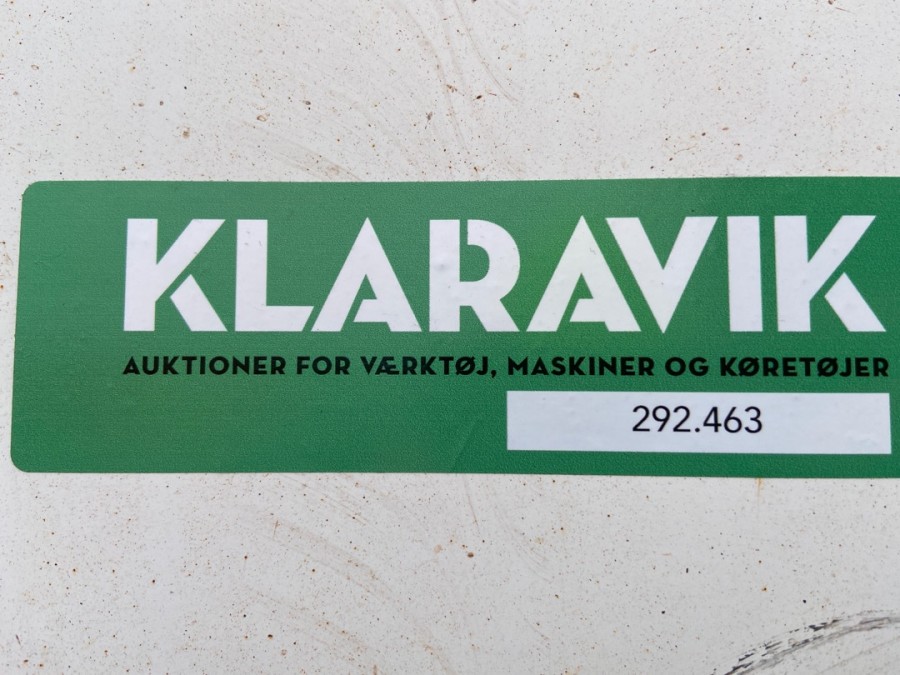 KLARAVIK
AUKTIONER FOR VÆRKTØJ, MASKINER OG KØRETØJER
292.463